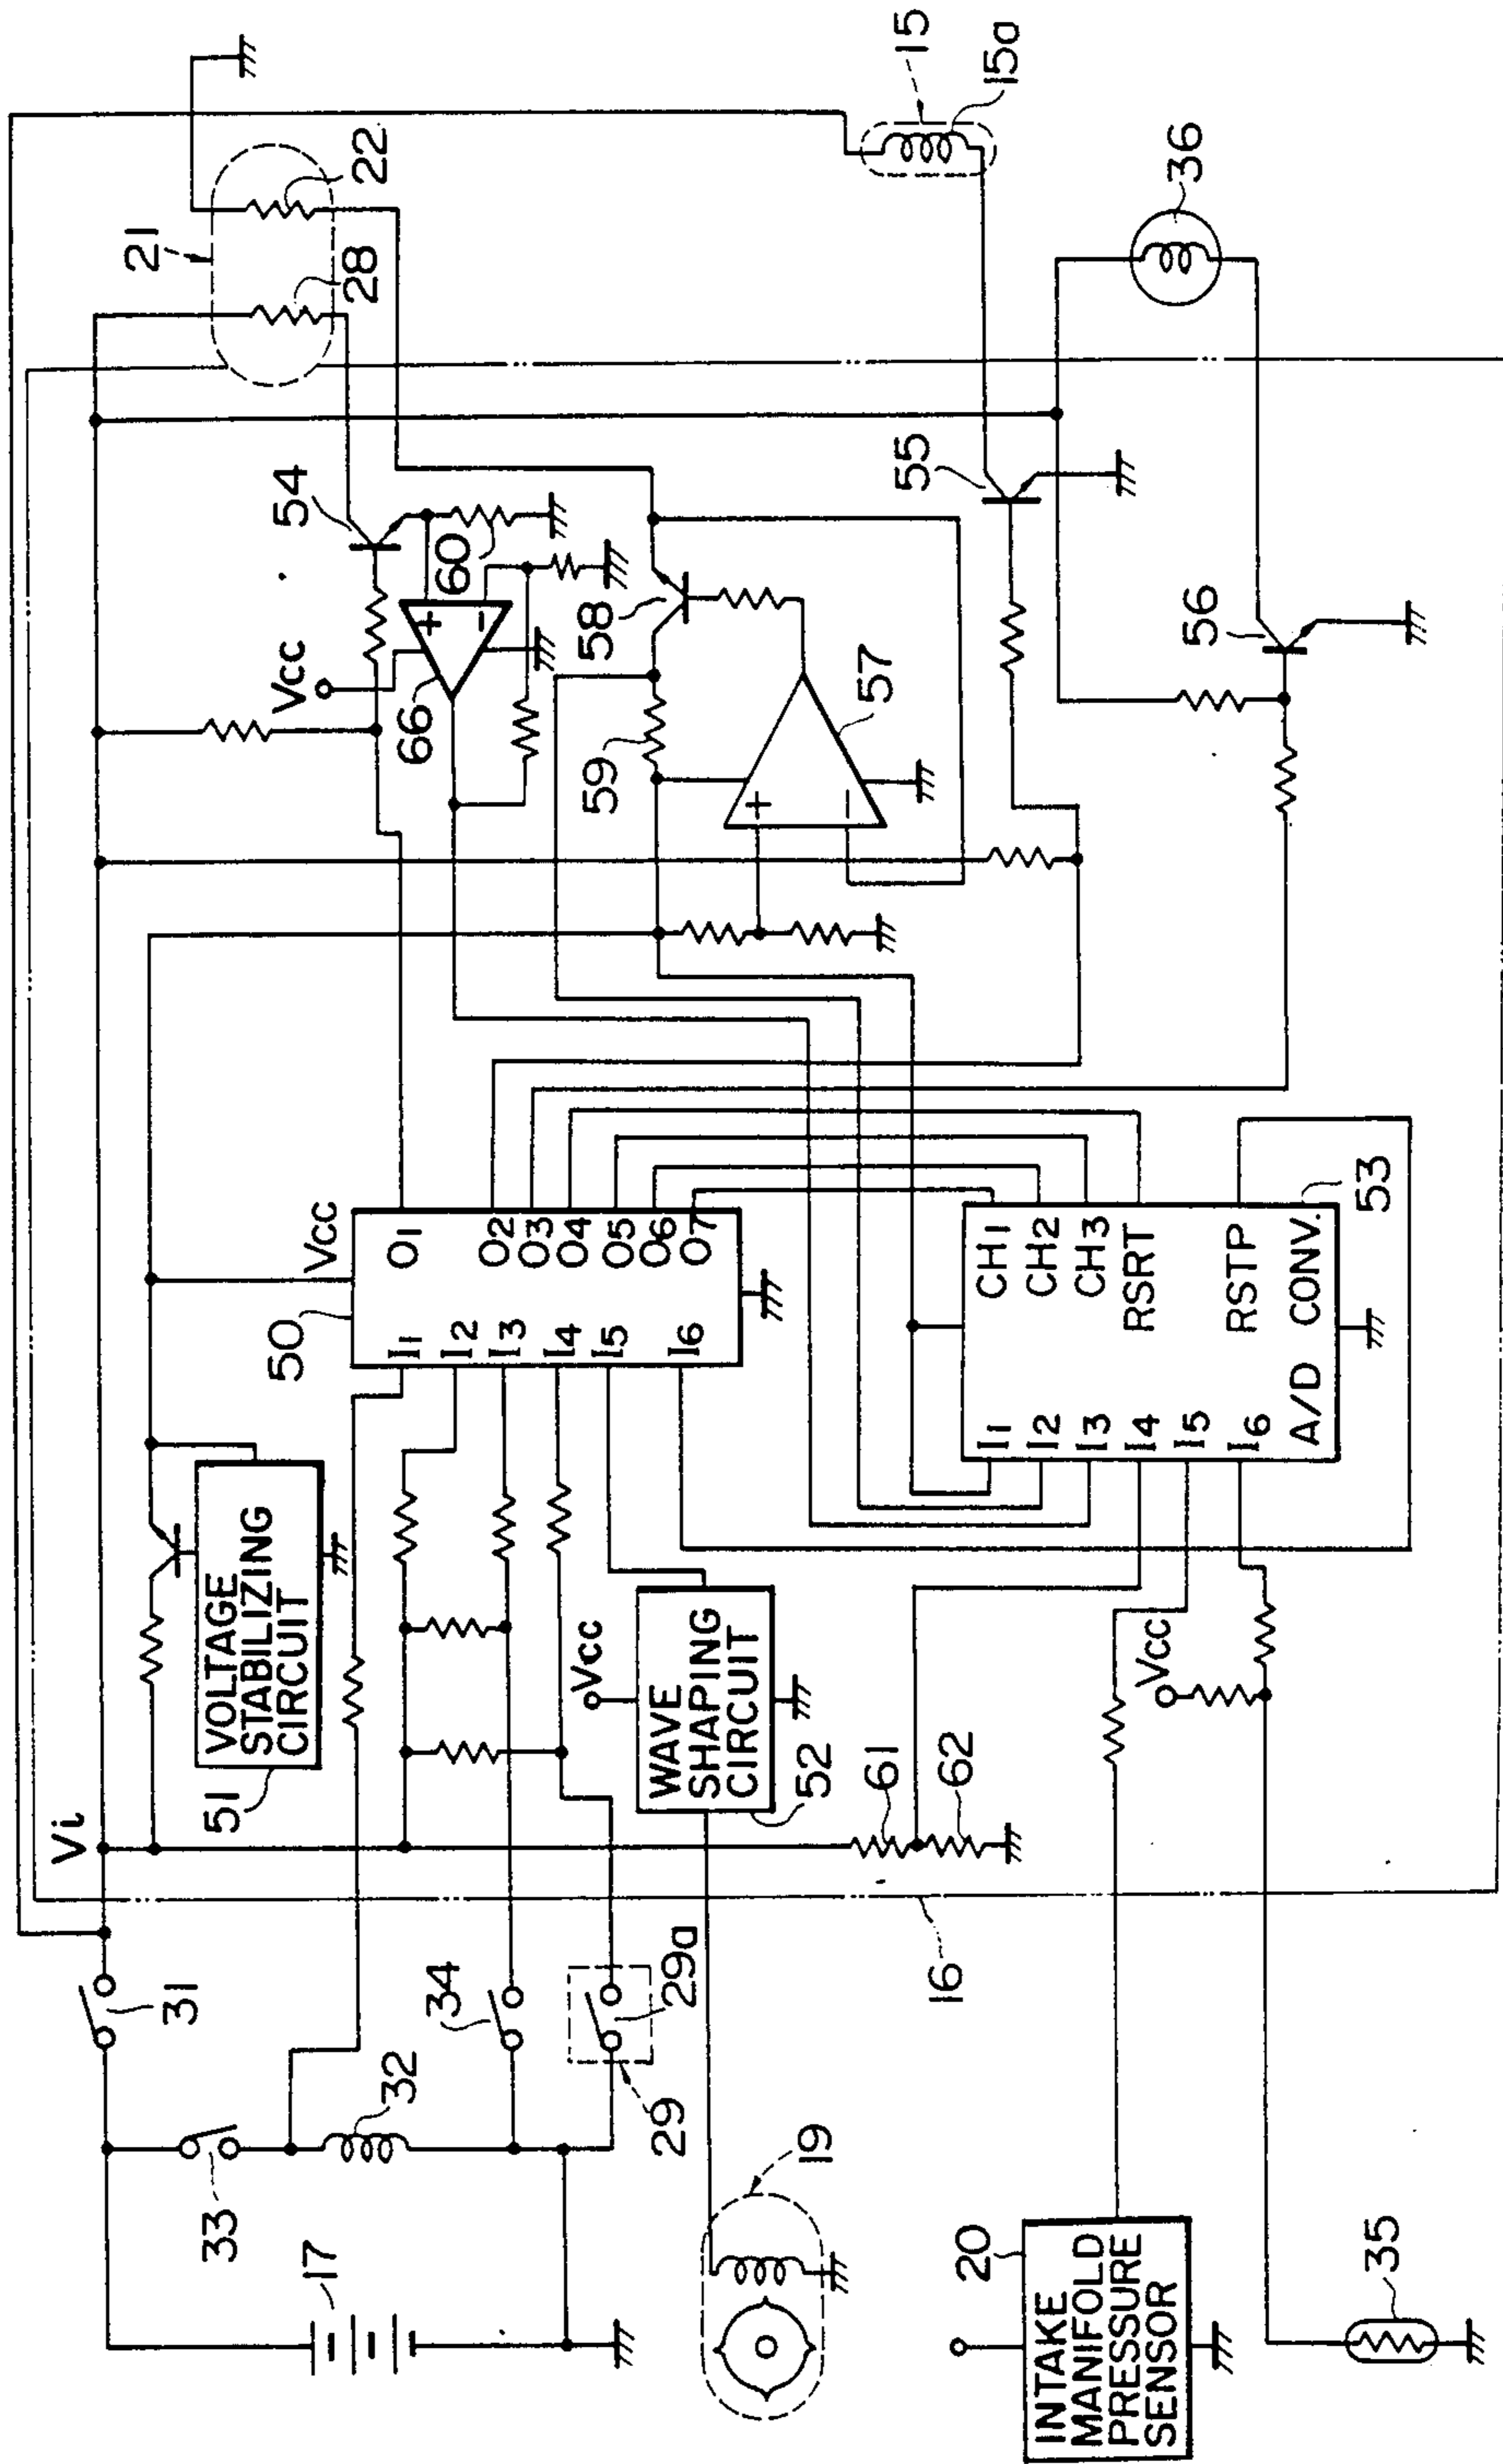 Vi
31
33
17
32
34
29a
29
19
20
INTAKE
MANIFOLD
PRESSURE
SENSOR
35
16
51
VOLTAGE
STABILIZING
CIRCUIT
Vcc
WAVE
SHAPING
CIRCUIT
52
61
62
Vcc
50
Vcc
I1
I2
I3
I4
I5
I6
O1
O2
O3
O4
O5
O6
O7
I1
I2
I3
I4
I5
I6
A/D CONV.
CH1
CH2
CH3
RSRT
RSTP
53
Vcc
66
+
-
60
54
59
58
+
-
57
55
56
21
28
22
15
15a
36